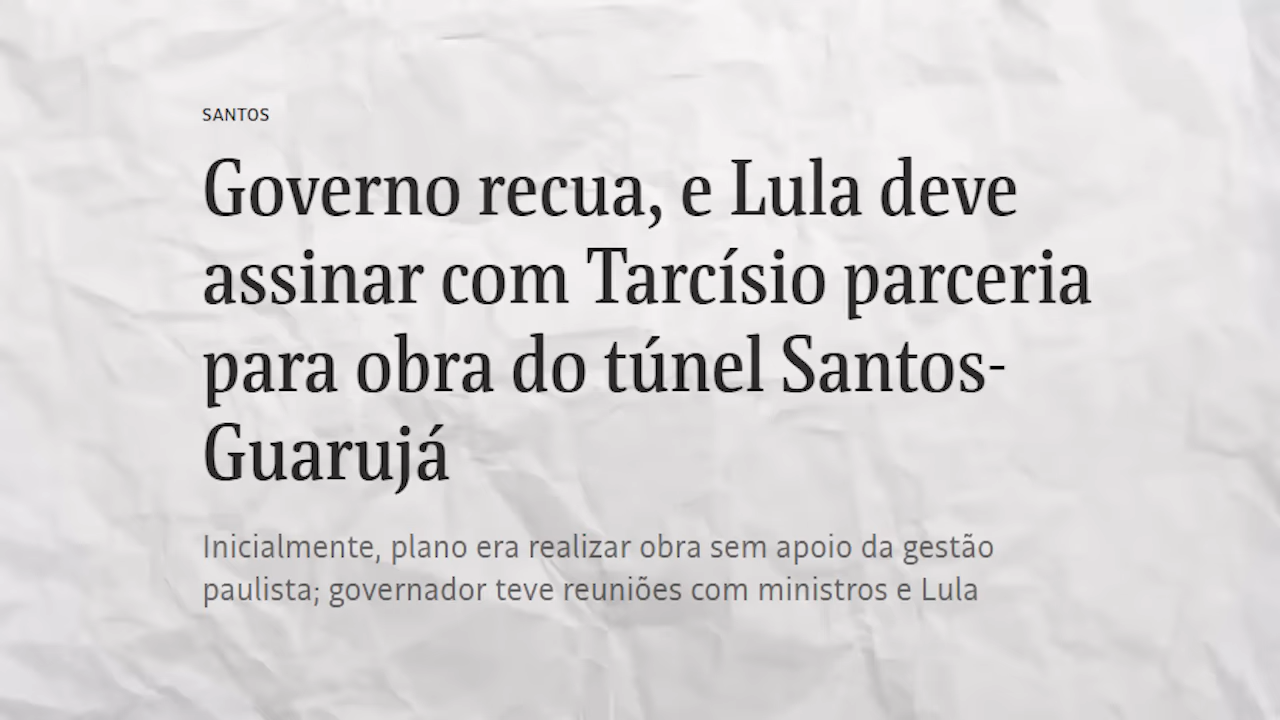 SANTOS
Governo recua, e Lula deve
assinar com Tarcísio parceria
para obra do túnel Santos-
Guarujá
Inicialmente, plano era realizar obra sem apoio da gestão
paulista; governador teve reuniões com ministros e Lula